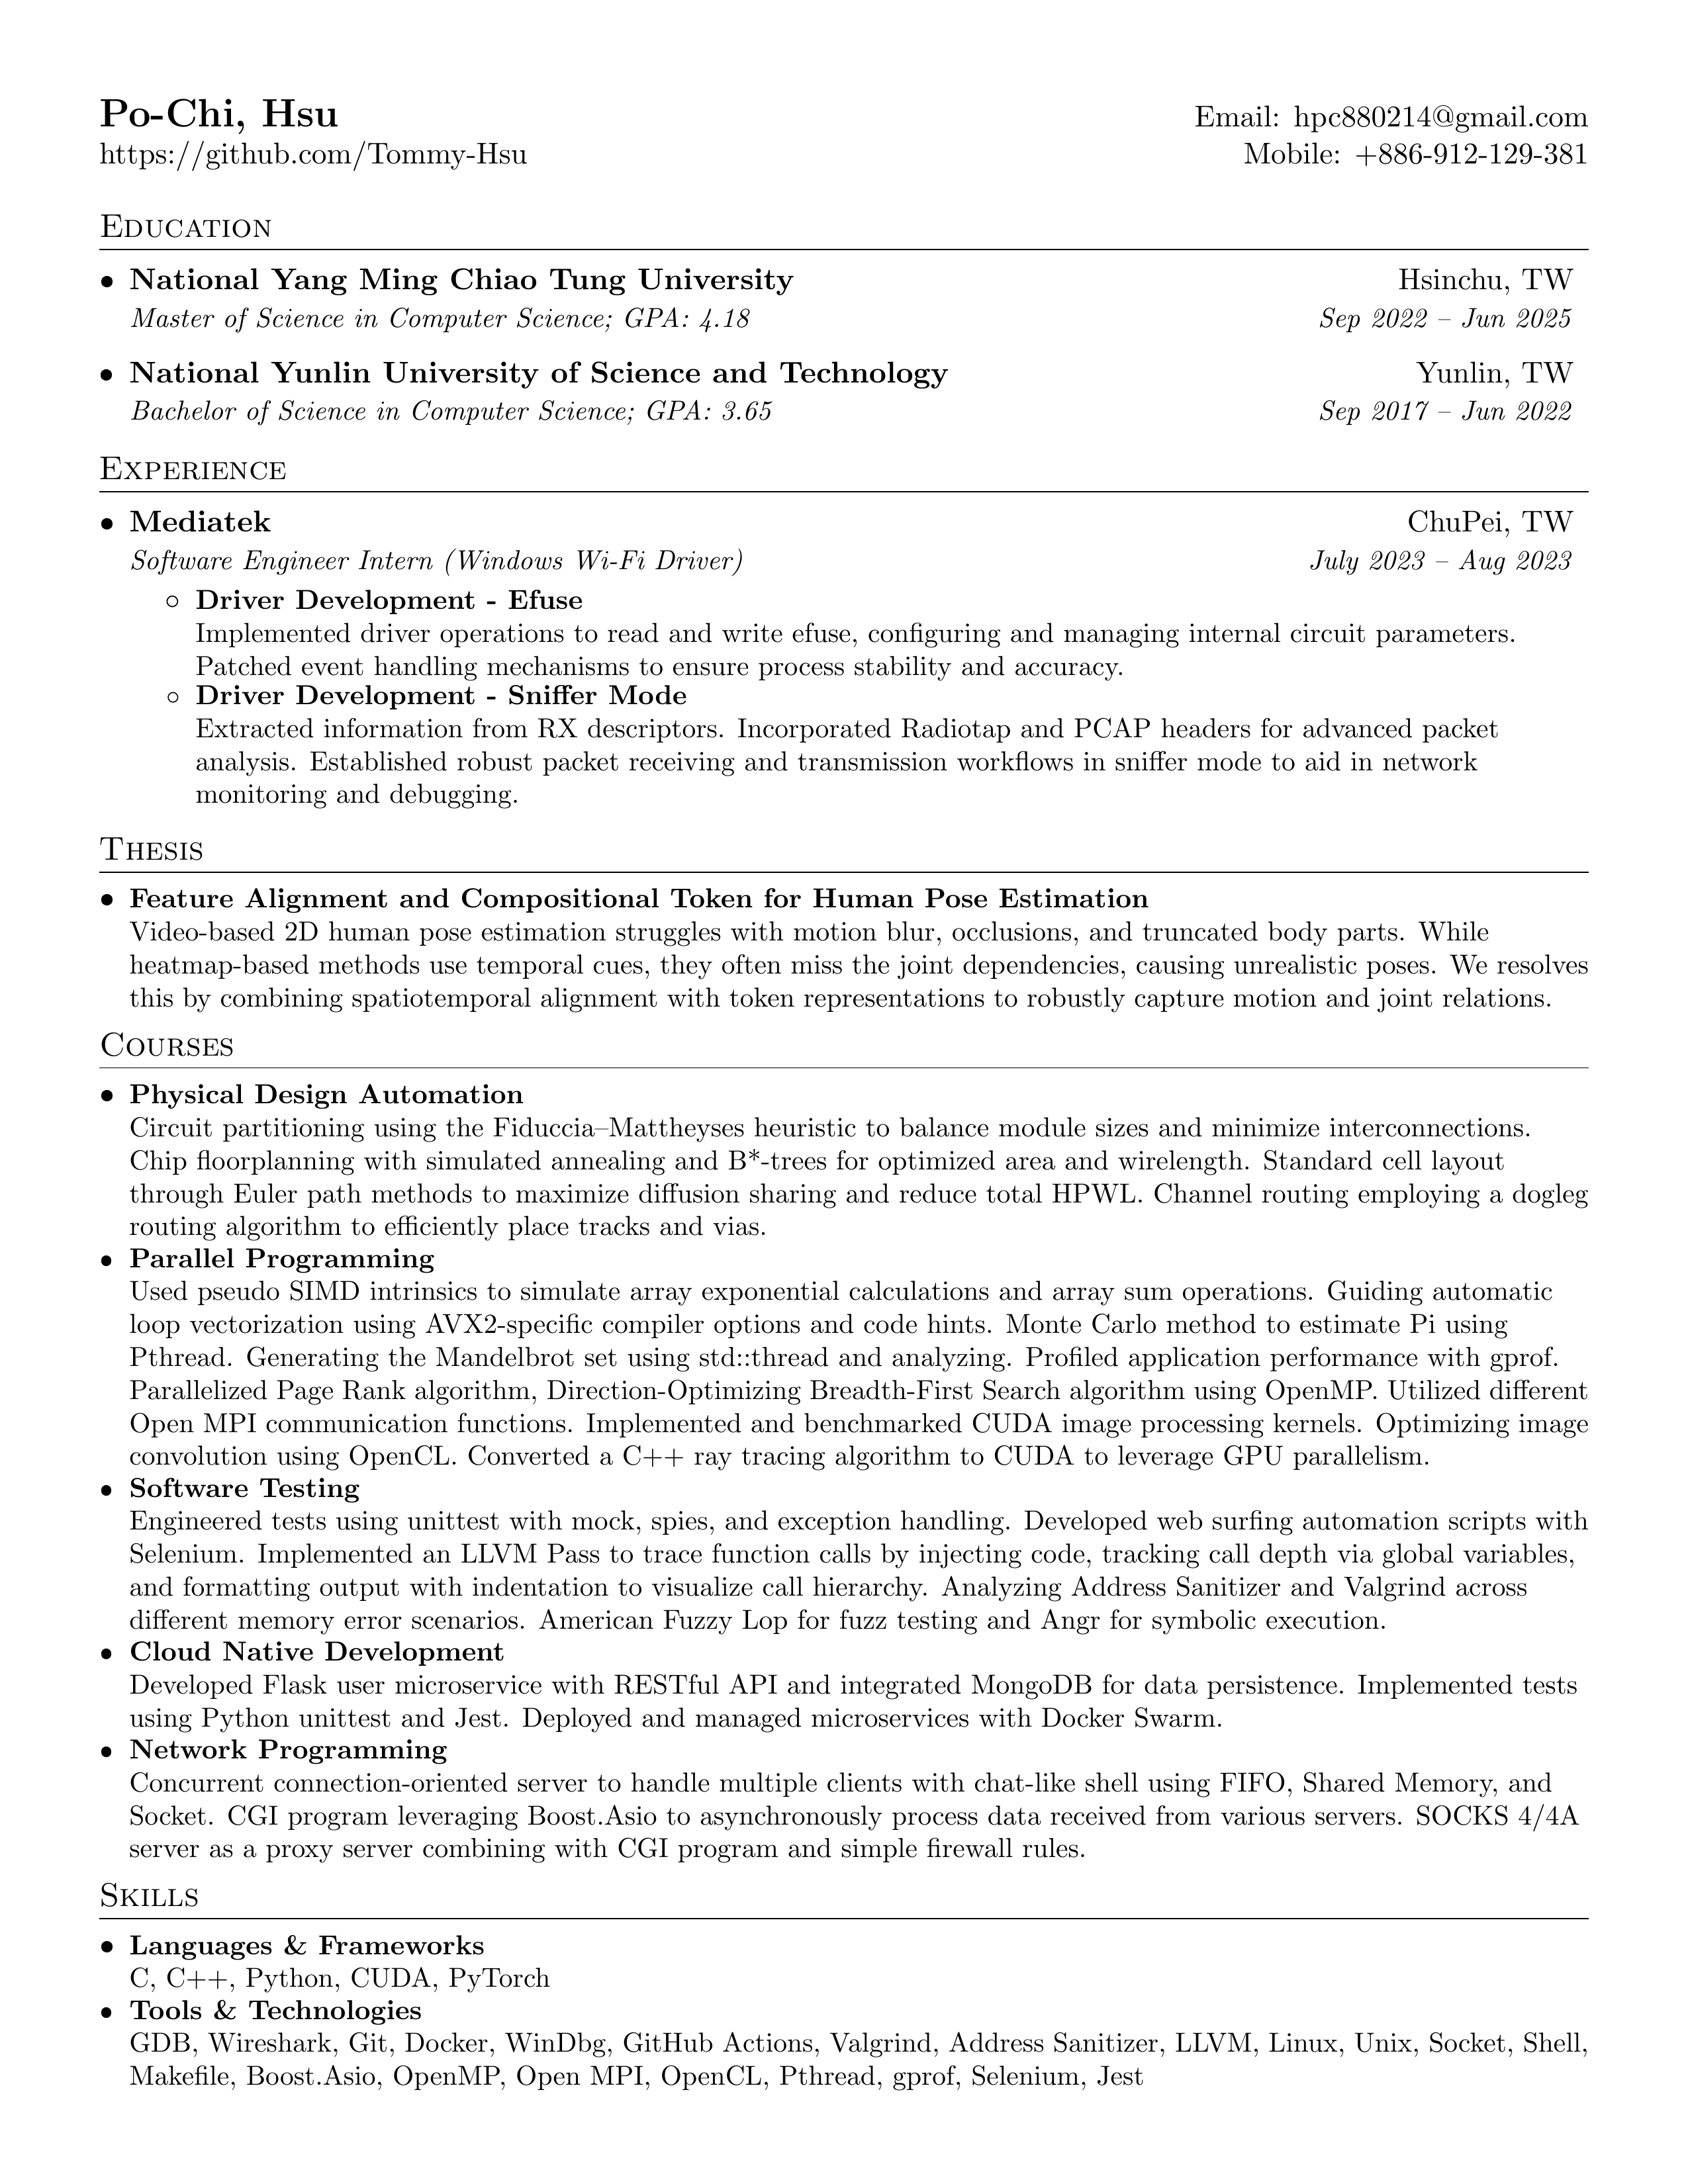 Po-Chi, Hsu
Email: hpc880214@gmail.com
https://github.com/Tommy-Hsu
Mobile: +886-912-129-381
Education
• National Yang Ming Chiao Tung University
Hsinchu, TW
Master of Science in Computer Science; GPA: 4.18
Sep 2022 – Jun 2025
• National Yunlin University of Science and Technology
Yunlin, TW
Bachelor of Science in Computer Science; GPA: 3.65
Sep 2017 – Jun 2022
Experience
• Mediatek
ChuPei, TW
Software Engineer Intern (Windows Wi-Fi Driver)
July 2023 – Aug 2023
◦ Driver Development - Efuse
Implemented driver operations to read and write efuse, configuring and managing internal circuit parameters.
Patched event handling mechanisms to ensure process stability and accuracy.
◦ Driver Development - Sniffer Mode
Extracted information from RX descriptors. Incorporated Radiotap and PCAP headers for advanced packet
analysis. Established robust packet receiving and transmission workflows in sniffer mode to aid in network
monitoring and debugging.
Thesis
• Feature Alignment and Compositional Token for Human Pose Estimation
Video-based 2D human pose estimation struggles with motion blur, occlusions, and truncated body parts. While
heatmap-based methods use temporal cues, they often miss the joint dependencies, causing unrealistic poses. We resolves
this by combining spatiotemporal alignment with token representations to robustly capture motion and joint relations.
Courses
• Physical Design Automation
Circuit partitioning using the Fiduccia–Mattheyses heuristic to balance module sizes and minimize interconnections.
Chip floorplanning with simulated annealing and B*-trees for optimized area and wirelength. Standard cell layout
through Euler path methods to maximize diffusion sharing and reduce total HPWL. Channel routing employing a dogleg
routing algorithm to efficiently place tracks and vias.
• Parallel Programming
Used pseudo SIMD intrinsics to simulate array exponential calculations and array sum operations. Guiding automatic
loop vectorization using AVX2-specific compiler options and code hints. Monte Carlo method to estimate Pi using
Pthread. Generating the Mandelbrot set using std::thread and analyzing. Profiled application performance with gprof.
Parallelized Page Rank algorithm, Direction-Optimizing Breadth-First Search algorithm using OpenMP. Utilized different
Open MPI communication functions. Implemented and benchmarked CUDA image processing kernels. Optimizing image
convolution using OpenCL. Converted a C++ ray tracing algorithm to CUDA to leverage GPU parallelism.
• Software Testing
Engineered tests using unittest with mock, spies, and exception handling. Developed web surfing automation scripts with
Selenium. Implemented an LLVM Pass to trace function calls by injecting code, tracking call depth via global variables,
and formatting output with indentation to visualize call hierarchy. Analyzing Address Sanitizer and Valgrind across
different memory error scenarios. American Fuzzy Lop for fuzz testing and Angr for symbolic execution.
• Cloud Native Development
Developed Flask user microservice with RESTful API and integrated MongoDB for data persistence. Implemented tests
using Python unittest and Jest. Deployed and managed microservices with Docker Swarm.
• Network Programming
Concurrent connection-oriented server to handle multiple clients with chat-like shell using FIFO, Shared Memory, and
Socket. CGI program leveraging Boost.Asio to asynchronously process data received from various servers. SOCKS 4/4A
server as a proxy server combining with CGI program and simple firewall rules.
Skills
• Languages & Frameworks
C, C++, Python, CUDA, PyTorch
• Tools & Technologies
GDB, Wireshark, Git, Docker, WinDbg, GitHub Actions, Valgrind, Address Sanitizer, LLVM, Linux, Unix, Socket, Shell,
Makefile, Boost.Asio, OpenMP, Open MPI, OpenCL, Pthread, gprof, Selenium, Jest